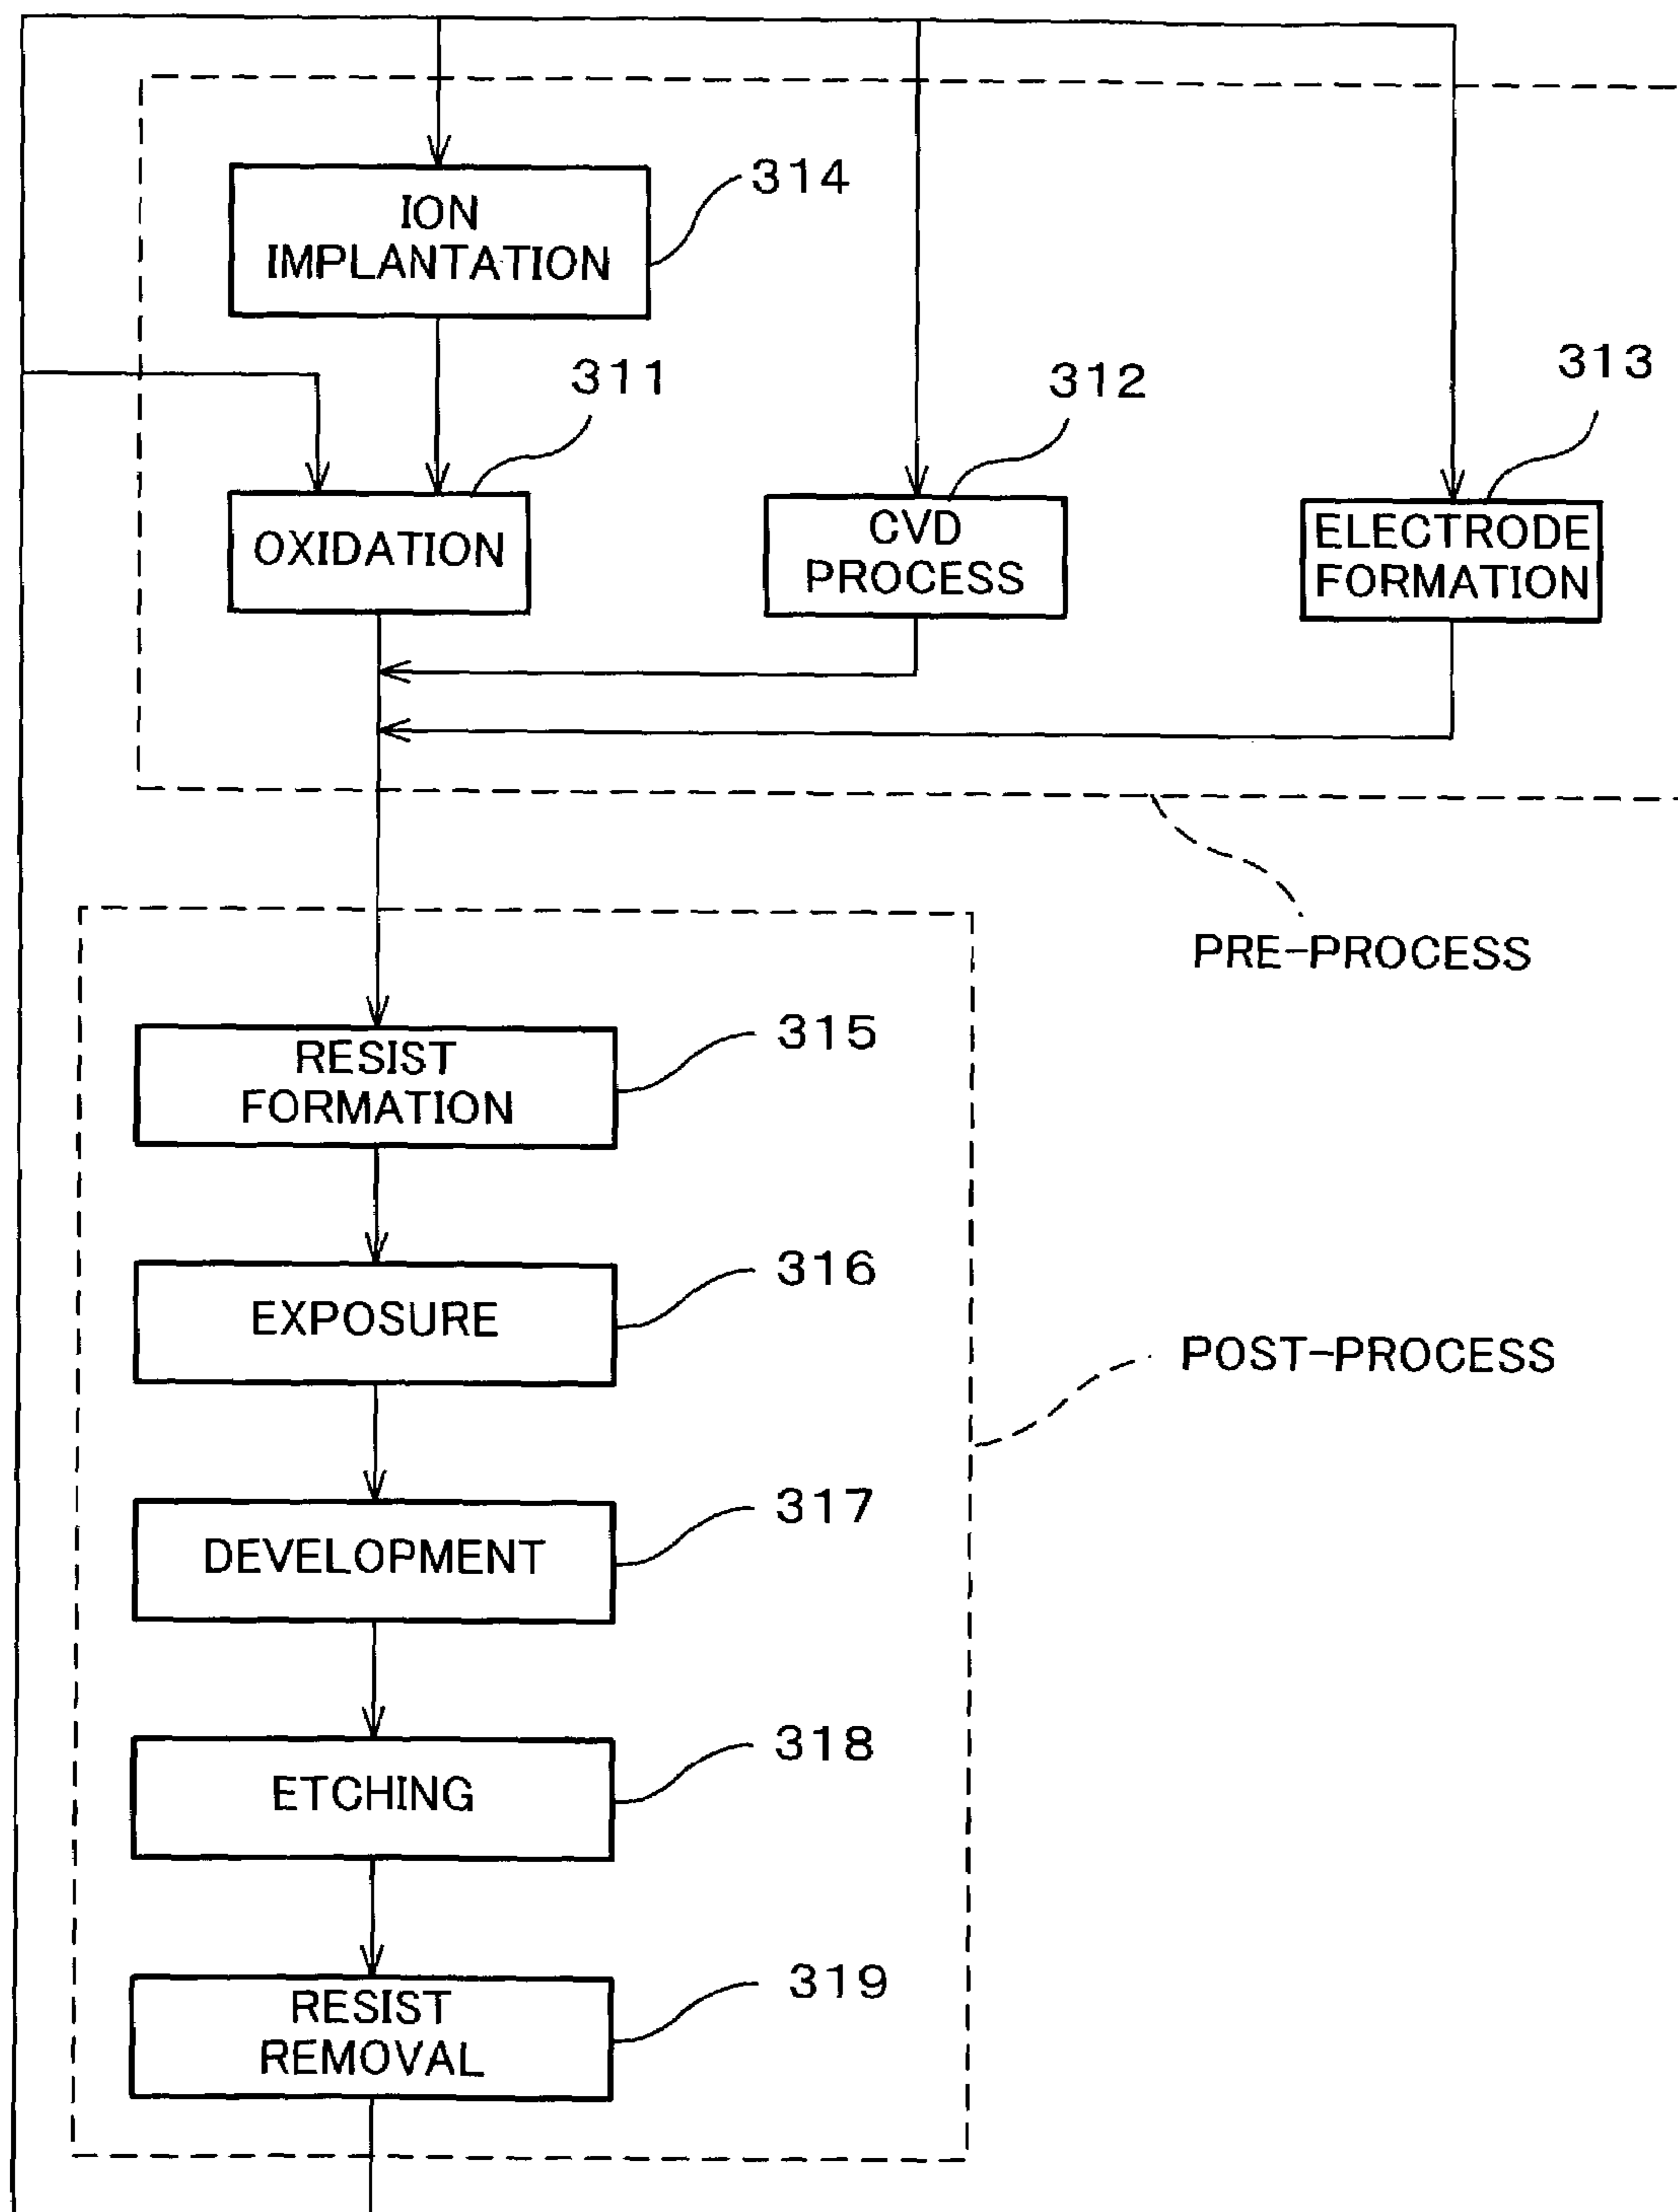 314
ION
IMPLANTATION
311
312
313
OXIDATION
CVD
PROCESS
ELECTRODE
FORMATION
PRE-PROCESS
315
RESIST
FORMATION
316
EXPOSURE
POST-PROCESS
317
DEVELOPMENT
318
ETCHING
319
RESIST
REMOVAL